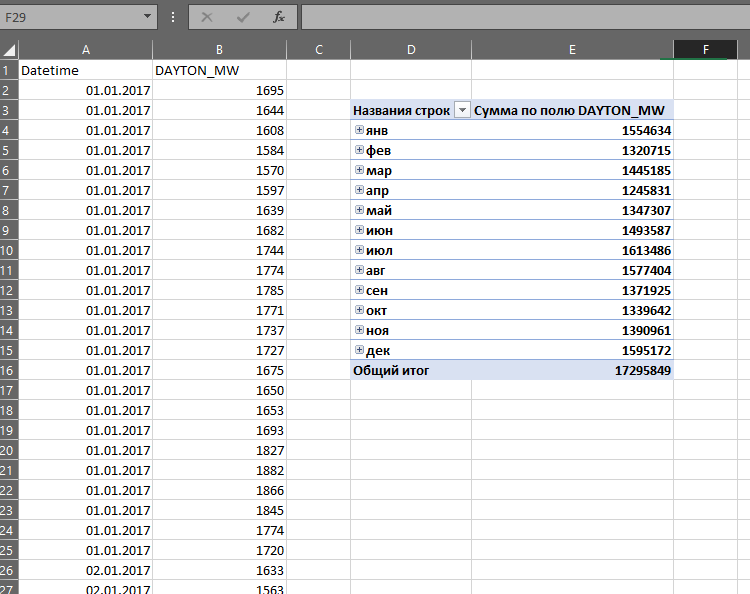 F29 fx
A B C D E F
1 Datetime DAYTON_MW
2 01.01.2017 1695
3 01.01.2017 1644 Названия строк Сумма по полю DAYTON_MW
4 01.01.2017 1608 янв 1554634
5 01.01.2017 1584 фев 1320715
6 01.01.2017 1570 мар 1445185
7 01.01.2017 1597 апр 1245831
8 01.01.2017 1639 май 1347307
9 01.01.2017 1682 июн 1493587
10 01.01.2017 1744 июл 1613486
11 01.01.2017 1774 авг 1577404
12 01.01.2017 1785 сен 1371925
13 01.01.2017 1771 окт 1339642
14 01.01.2017 1737 ноя 1390961
15 01.01.2017 1727 дек 1595172
16 01.01.2017 1675 Общий итог 17295849
17 01.01.2017 1650
18 01.01.2017 1653
19 01.01.2017 1693
20 01.01.2017 1827
21 01.01.2017 1882
22 01.01.2017 1866
23 01.01.2017 1845
24 01.01.2017 1774
25 01.01.2017 1720
26 02.01.2017 1633
27 02.01.2017 1563